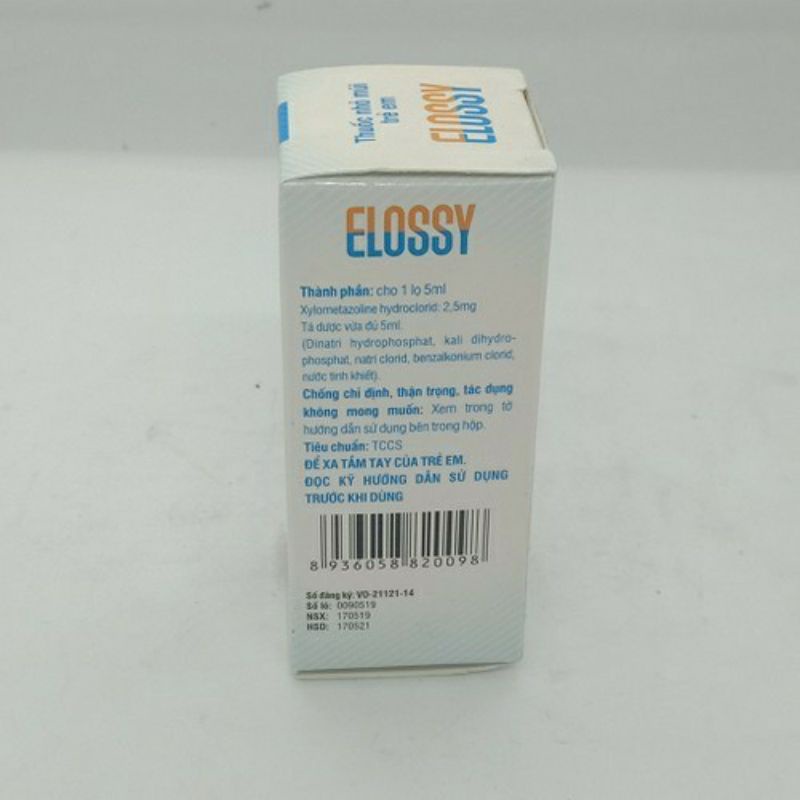 Thuốc nhỏ mũi
trẻ em
ELOSSY
ELOSSY
Thành phần: cho 1 lọ 5ml
Xylometazoline hydroclorid: 2,5mg
Tá dược vừa đủ 5ml.
(Dinatri hydrophosphat, kali dihydro-
phosphat, natri clorid, benzalkonium clorid,
nước tinh khiết).
Chống chỉ định, thận trọng, tác dụng
không mong muốn: Xem trong tờ
hướng dẫn sử dụng bên trong hộp.
Tiêu chuẩn: TCCS
ĐỂ XA TẦM TAY CỦA TRẺ EM.
ĐỌC KỸ HƯỚNG DẪN SỬ DỤNG
TRƯỚC KHI DÙNG
8 936058 820098
Số đăng ký: VD-21121-14
Số lô: 0090519
NSX: 170519
HSD: 170521